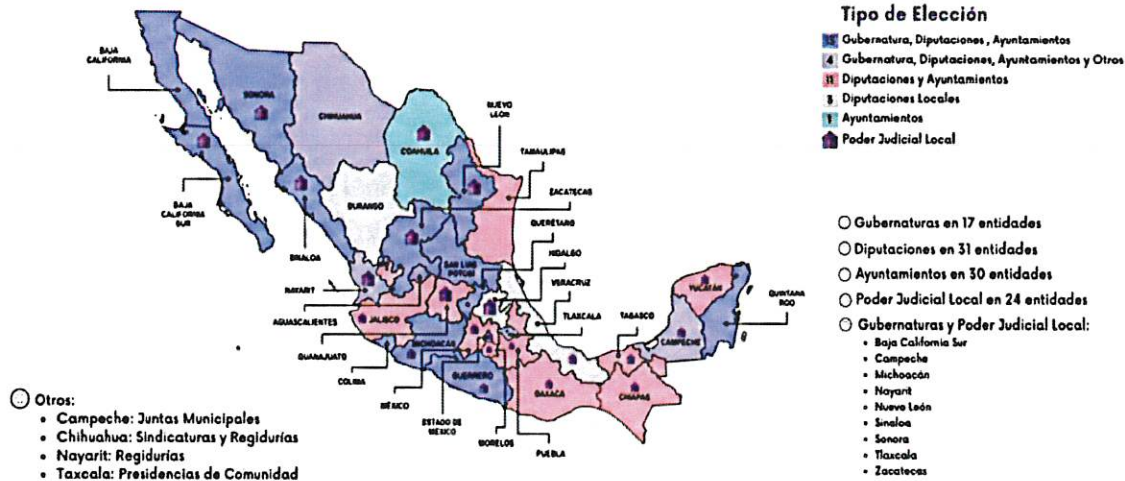 Tipo de Elección
13 Gubernatura, Diputaciones, Ayuntamientos
4 Gubernatura, Diputaciones, Ayuntamientos y Otros
11 Diputaciones y Ayuntamientos
3 Diputaciones Locales
1 Ayuntamientos
Poder Judicial Local
BAJA
CALIFORNIA
SONORA
CHIHUAHUA
COAHUILA
NUEVO
LEÓN
TAMAULIPAS
ZACATECAS
DURANGO
QUERÉTARO
BAJA
CALIFORNIA
SUR
SINALOA
HIDALGO
SAN LUIS
POTOSÍ
VERACRUZ
NAYARIT
YUCATÁN
QUINTANA
ROO
AGUASCALIENTES
JALISCO
TLAXCALA
TABASCO
CAMPECHE
GUANAJUATO
MICHOACÁN
COLIMA
GUERRERO
MÉXICO
OAXACA
CHIAPAS
ESTADO DE
MÉXICO
MORELOS
PUEBLA
Gubernaturas en 17 entidades
Diputaciones en 31 entidades
Ayuntamientos en 30 entidades
Poder Judicial Local en 24 entidades
Gubernaturas y Poder Judicial Local:
• Baja California Sur
• Campeche
• Michoacán
• Nayarit
• Nuevo León
• Sinaloa
• Sonora
• Tlaxcala
• Zacatecas
Otros:
• Campeche: Juntas Municipales
• Chihuahua: Sindicaturas y Regidurías
• Nayarit: Regidurías
• Taxcala: Presidencias de Comunidad